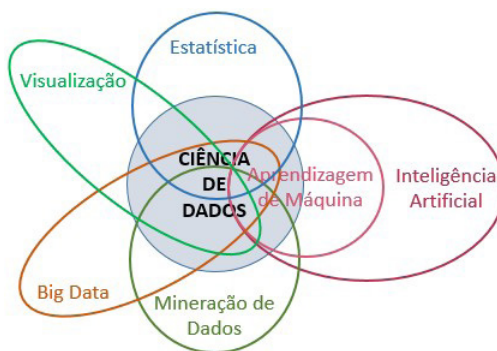 Estatística
Visualização
CIÊNCIA
DE
DADOS
Aprendizagem
de Máquina
Inteligência
Artificial
Big Data
Mineração de
Dados